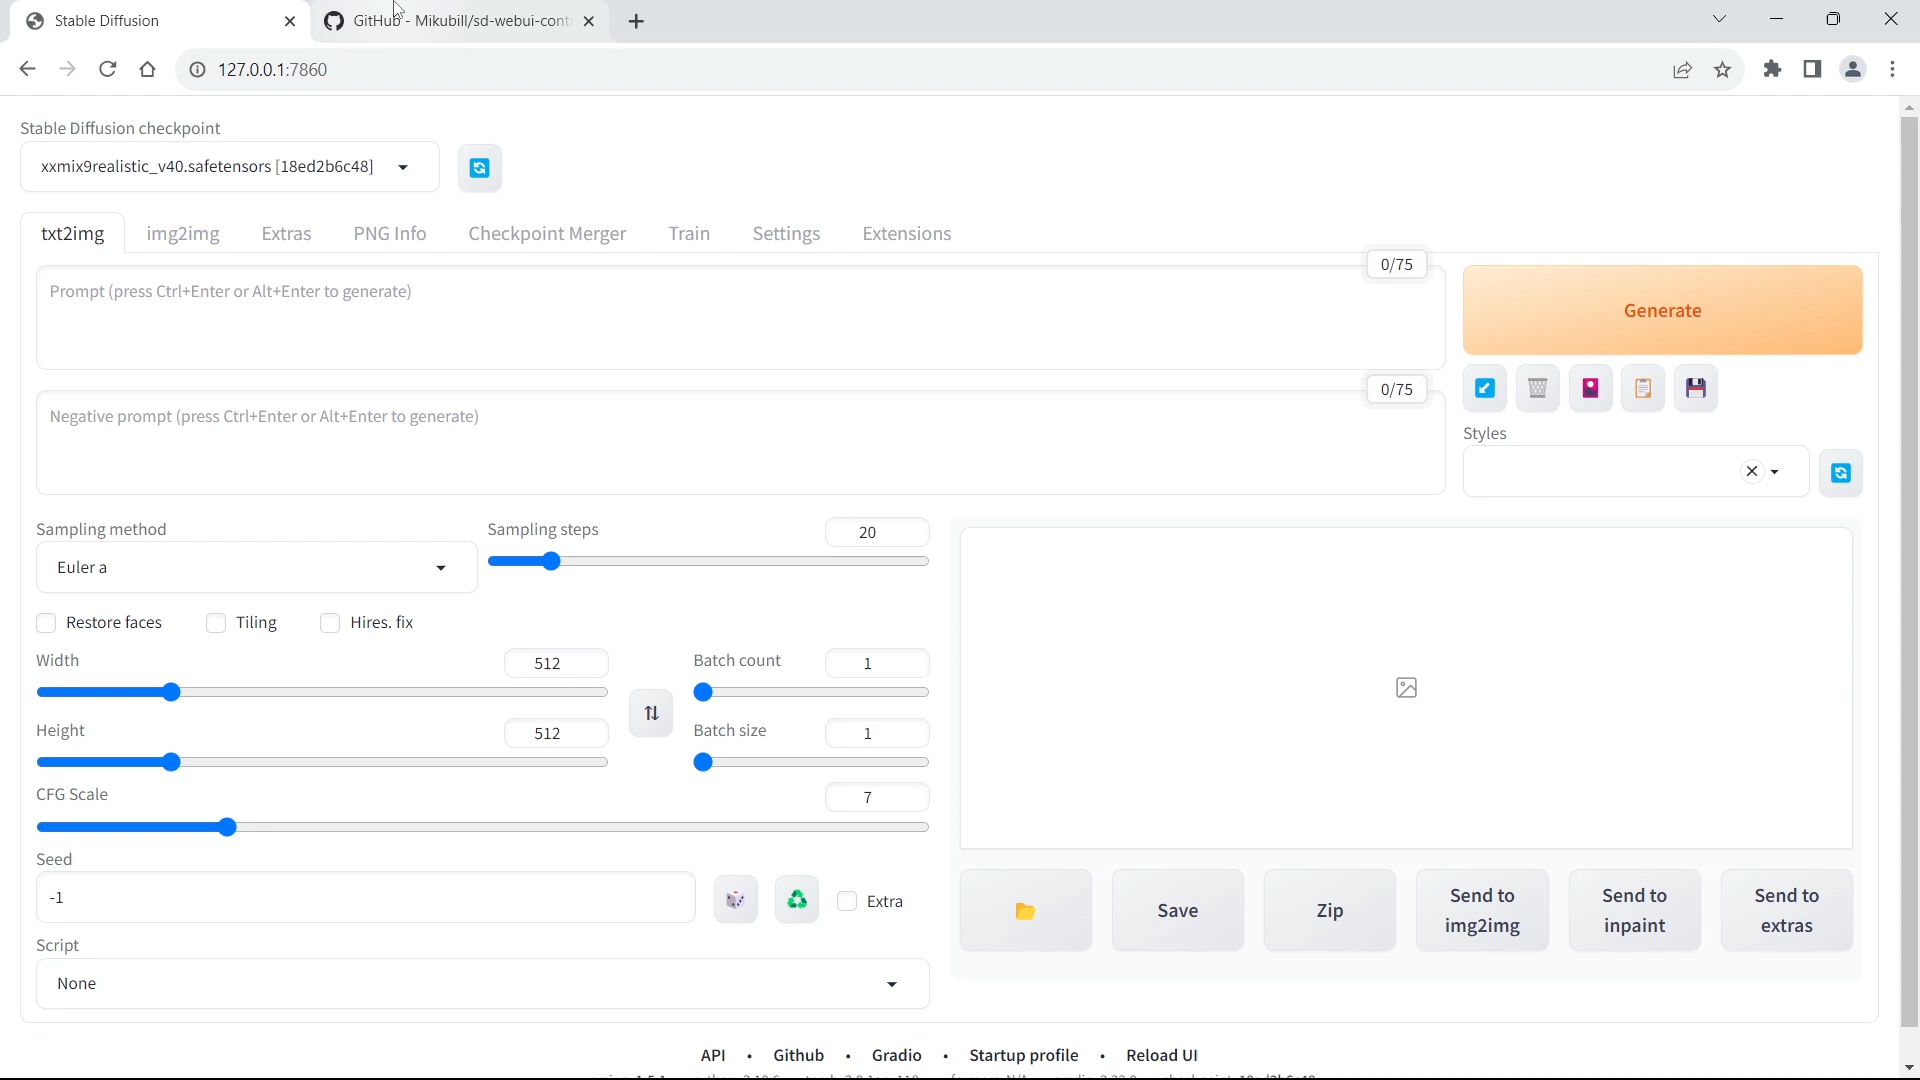 Stable Diffusion
GitHub - Mikubill/sd-webui-cont
127.0.0.1:7860
Stable Diffusion checkpoint
xxmix9realistic_v40.safetensors [18ed2b6c48]
txt2img img2img Extras PNG Info Checkpoint Merger Train Settings Extensions
0/75
Prompt (press Ctrl+Enter or Alt+Enter to generate)
Generate
0/75
Negative prompt (press Ctrl+Enter or Alt+Enter to generate)
Styles
Sampling method
Euler a
Sampling steps
20
Restore faces Tiling Hires. fix
Width
512
Batch count
1
Height
512
Batch size
1
CFG Scale
7
Seed
-1
Extra
Script
None
Save
Zip
Send to
img2img
Send to
inpaint
Send to
extras
API • Github • Gradio • Startup profile • Reload UI